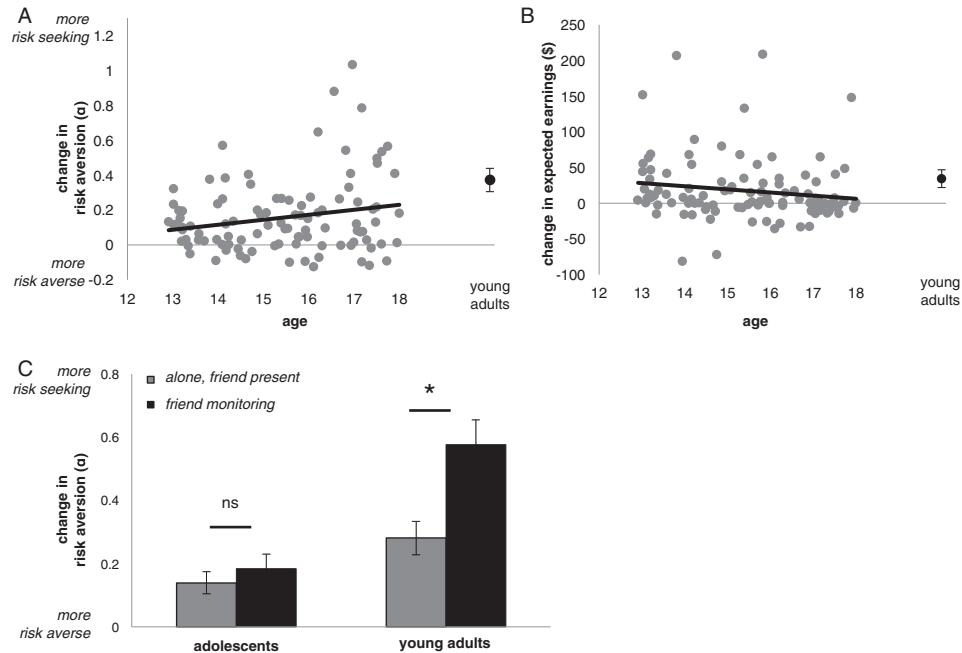 A
more
risk seeking
change in
risk aversion (α)
1.2
1
0.8
0.6
0.4
0.2
0
-0.2
more
risk averse
12
13
14
15
16
17
18
age
young
adults
B
change in expected earnings ($)
250
200
150
100
50
0
-50
-100
12
13
14
15
16
17
18
age
young
adults
C
more
risk seeking
change in
risk aversion (α)
0.8
0.6
0.4
0.2
0
more
risk averse
alone, friend present
friend monitoring
ns
*
adolescents
young adults